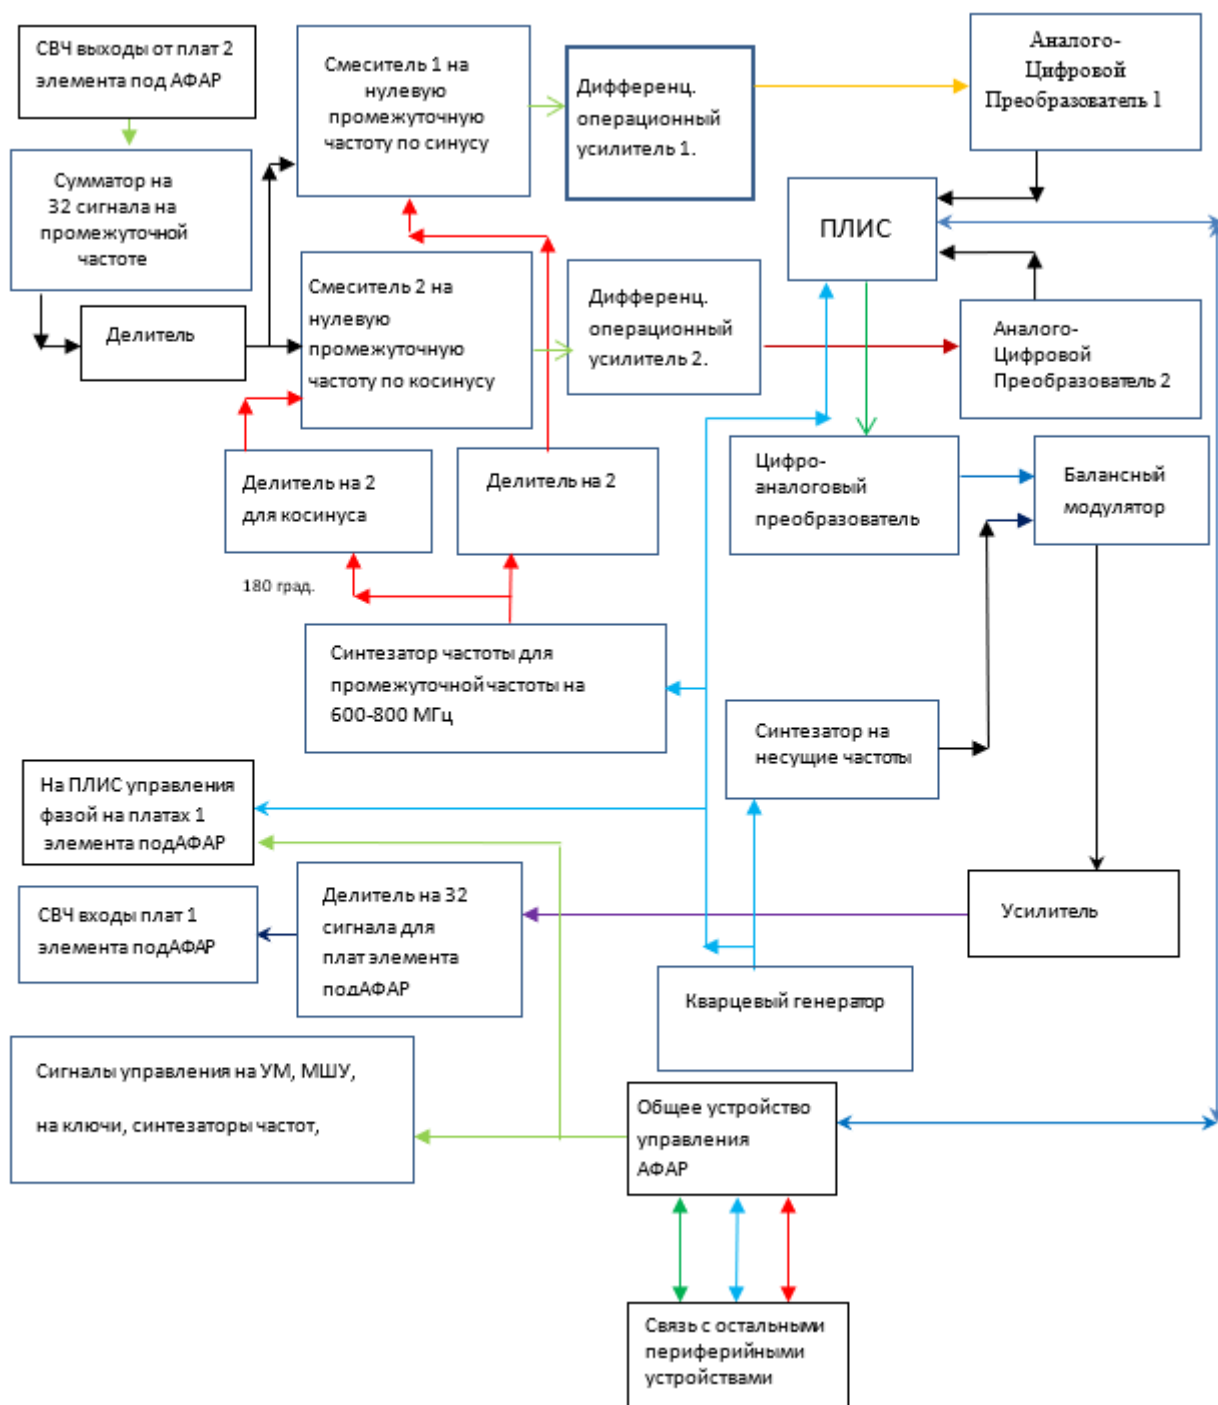 СВЧ выходы от плат 2
элемента под АФАР
Смеситель 1 на
нулевую
промежуточную
частоту по синусу
Дифференц.
операционный
усилитель 1.
Аналого-
Цифровой
Преобразователь 1
Сумматор на
32 сигнала на
промежуточной
частоте
ПЛИС
Делитель
Смеситель 2 на
нулевую
промежуточную
частоту по косинусу
Дифференц.
операционный
усилитель 2.
Аналого-
Цифровой
Преобразователь 2
Делитель на 2
для косинуса
Делитель на 2
Цифро-
аналоговый
преобразователь
Балансный
модулятор
180 град.
Синтезатор частоты для
промежуточной частоты на
600-800 МГц
Синтезатор на
несущие частоты
На ПЛИС управления
фазой на платах 1
элемента подАФАР
СВЧ входы плат 1
элемента подАФАР
Делитель на 32
сигнала для
плат элемента
подАФАР
Усилитель
Кварцевый генератор
Сигналы управления на УМ, МШУ,
на ключи, синтезаторы частот,
Общее устройство
управления
АФАР
Связь с остальными
периферийными
устройствами